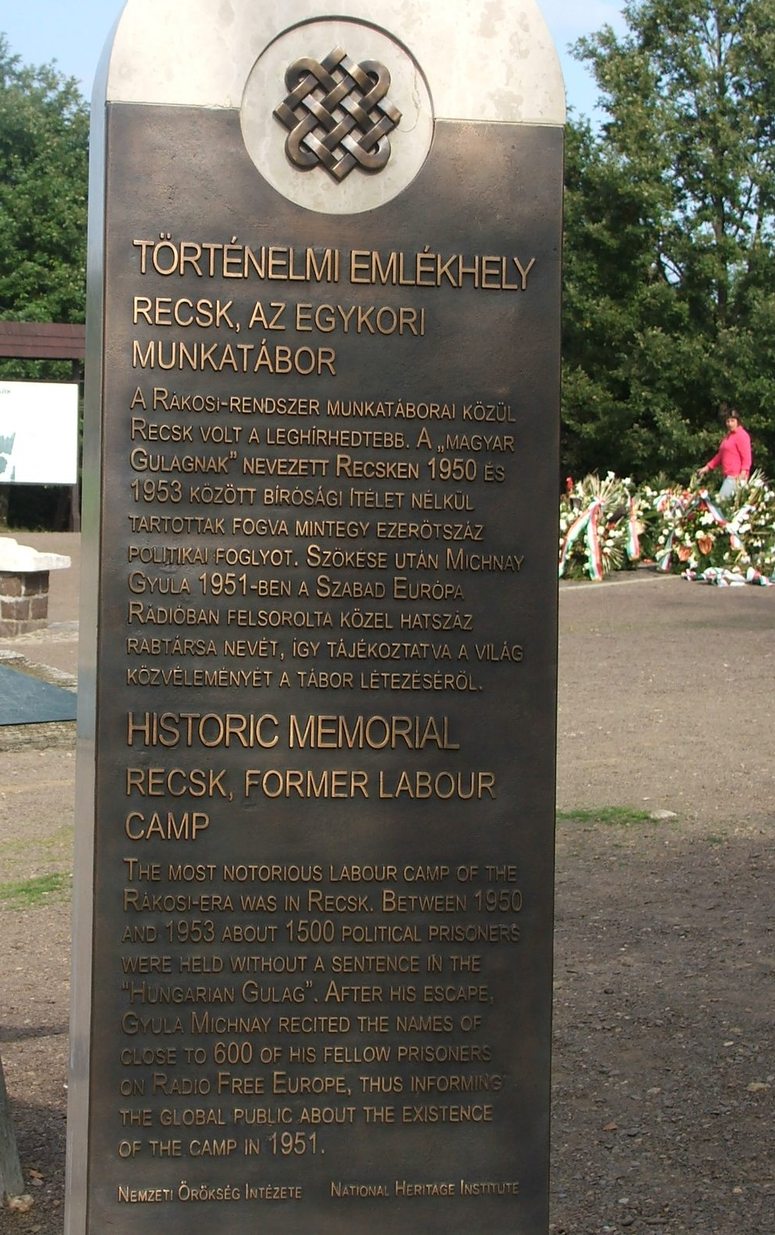 TÖRTÉNELMI EMLÉKHELY
RECSK, AZ EGYKORI
MUNKATÁBOR
A RÁKOSI-RENDSZER MUNKATÁBORAI KÖZÜL
RECSK VOLT A LEGHÍRHEDTEBB. A „MAGYAR
GULAGNAK” NEVEZETT RECSKEN 1950 ÉS
1953 KÖZÖTT BÍRÓSÁGI ÍTÉLET NÉLKÜL
TARTOTTAK FOGVA MINTEGY EZERÖTSZÁZ
POLITIKAI FOGLYOT. SZÖKÉSE UTÁN MICHNAY
GYULA 1951-BEN A SZABAD EURÓPA
RÁDIÓBAN FELSOROLTA KÖZEL HATSZÁZ
RABTÁRSA NEVÉT, ÍGY TÁJÉKOZTATVA A VILÁG
KÖZVÉLEMÉNYÉT A TÁBOR LÉTEZÉSÉRŐL.
HISTORIC MEMORIAL
RECSK, FORMER LABOUR
CAMP
THE MOST NOTORIOUS LABOUR CAMP OF THE
RÁKOSI-ERA WAS IN RECSK. BETWEEN 1950
AND 1953 ABOUT 1500 POLITICAL PRISONERS
WERE HELD WITHOUT A SENTENCE IN THE
“HUNGARIAN GULAG”. AFTER HIS ESCAPE,
GYULA MICHNAY RECITED THE NAMES OF
CLOSE TO 600 OF HIS FELLOW PRISONERS
ON RADIO FREE EUROPE, THUS INFORMING
THE GLOBAL PUBLIC ABOUT THE EXISTENCE
OF THE CAMP IN 1951.
NEMZETI ÖRÖKSÉG INTÉZETE NATIONAL HERITAGE INSTITUTE